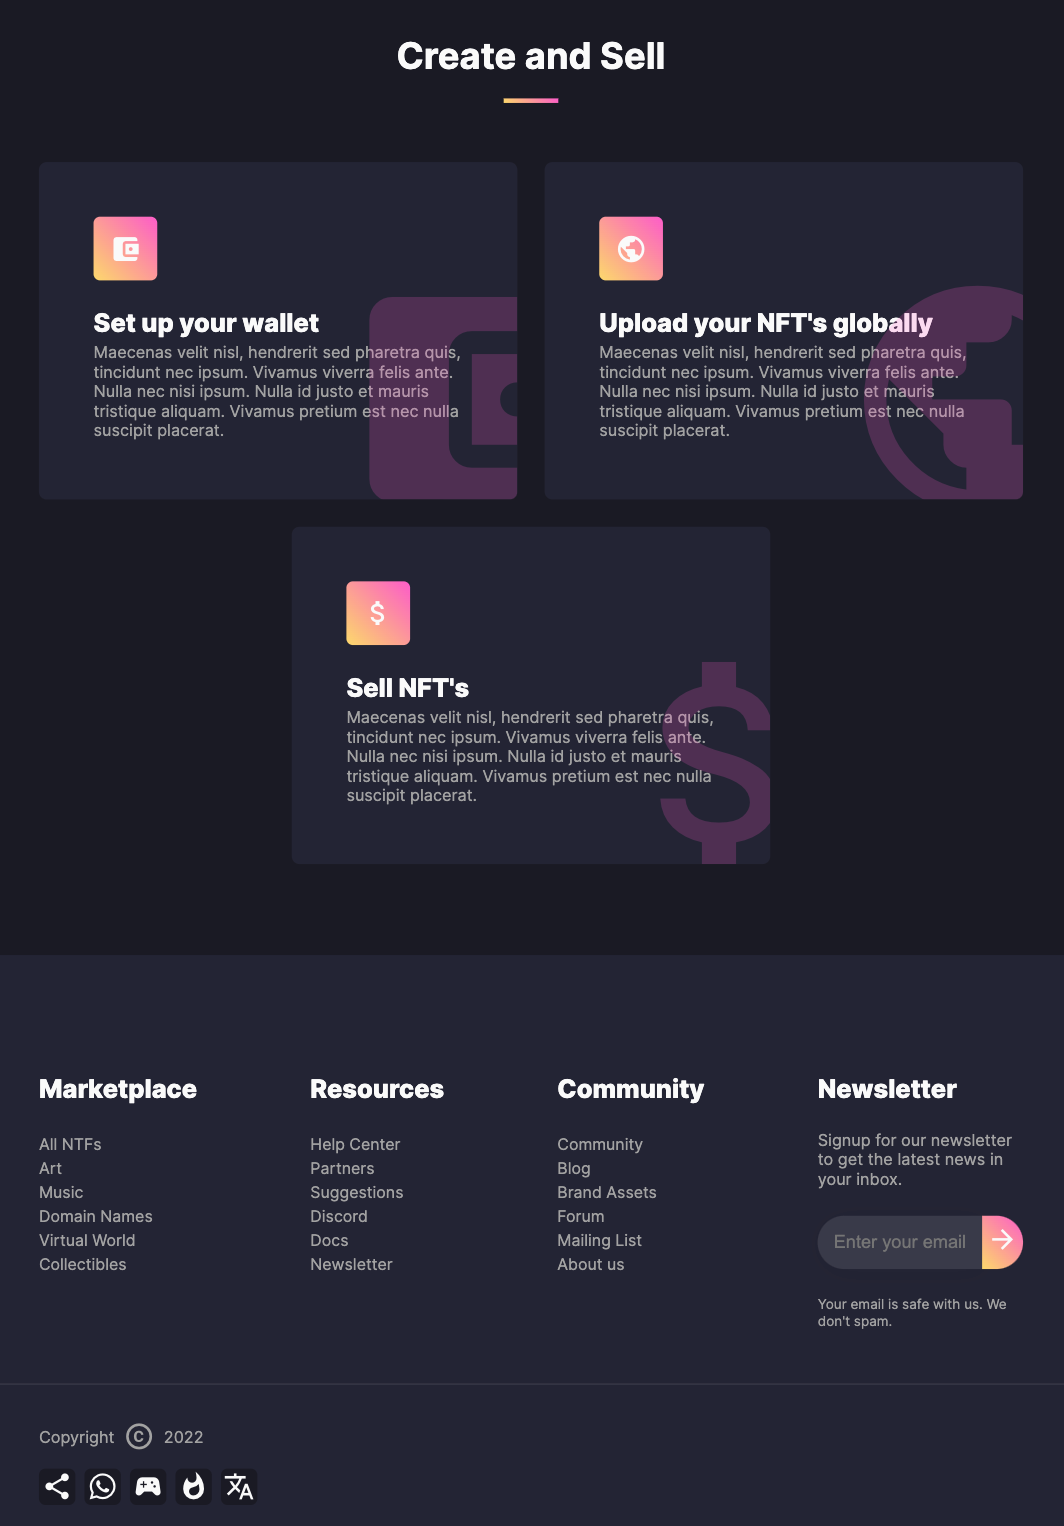 Create and Sell
Set up your wallet
Maecenas velit nisl, hendrerit sed pharetra quis,
tincidunt nec ipsum. Vivamus viverra felis ante.
Nulla nec nisi ipsum. Nulla id justo et mauris
tristique aliquam. Vivamus pretium est nec nulla
suscipit placerat.
Upload your NFT's globally
Maecenas velit nisl, hendrerit sed pharetra quis,
tincidunt nec ipsum. Vivamus viverra felis ante.
Nulla nec nisi ipsum. Nulla id justo et mauris
tristique aliquam. Vivamus pretium est nec nulla
suscipit placerat.
$
Sell NFT's
Maecenas velit nisl, hendrerit sed pharetra quis,
tincidunt nec ipsum. Vivamus viverra felis ante.
Nulla nec nisi ipsum. Nulla id justo et mauris
tristique aliquam. Vivamus pretium est nec nulla
suscipit placerat.
$
Marketplace
All NTFs
Art
Music
Domain Names
Virtual World
Collectibles
Resources
Help Center
Partners
Suggestions
Discord
Docs
Newsletter
Community
Community
Blog
Brand Assets
Forum
Mailing List
About us
Newsletter
Signup for our newsletter
to get the latest news in
your inbox.
Enter your email
Your email is safe with us. We
don't spam.
Copyright © 2022